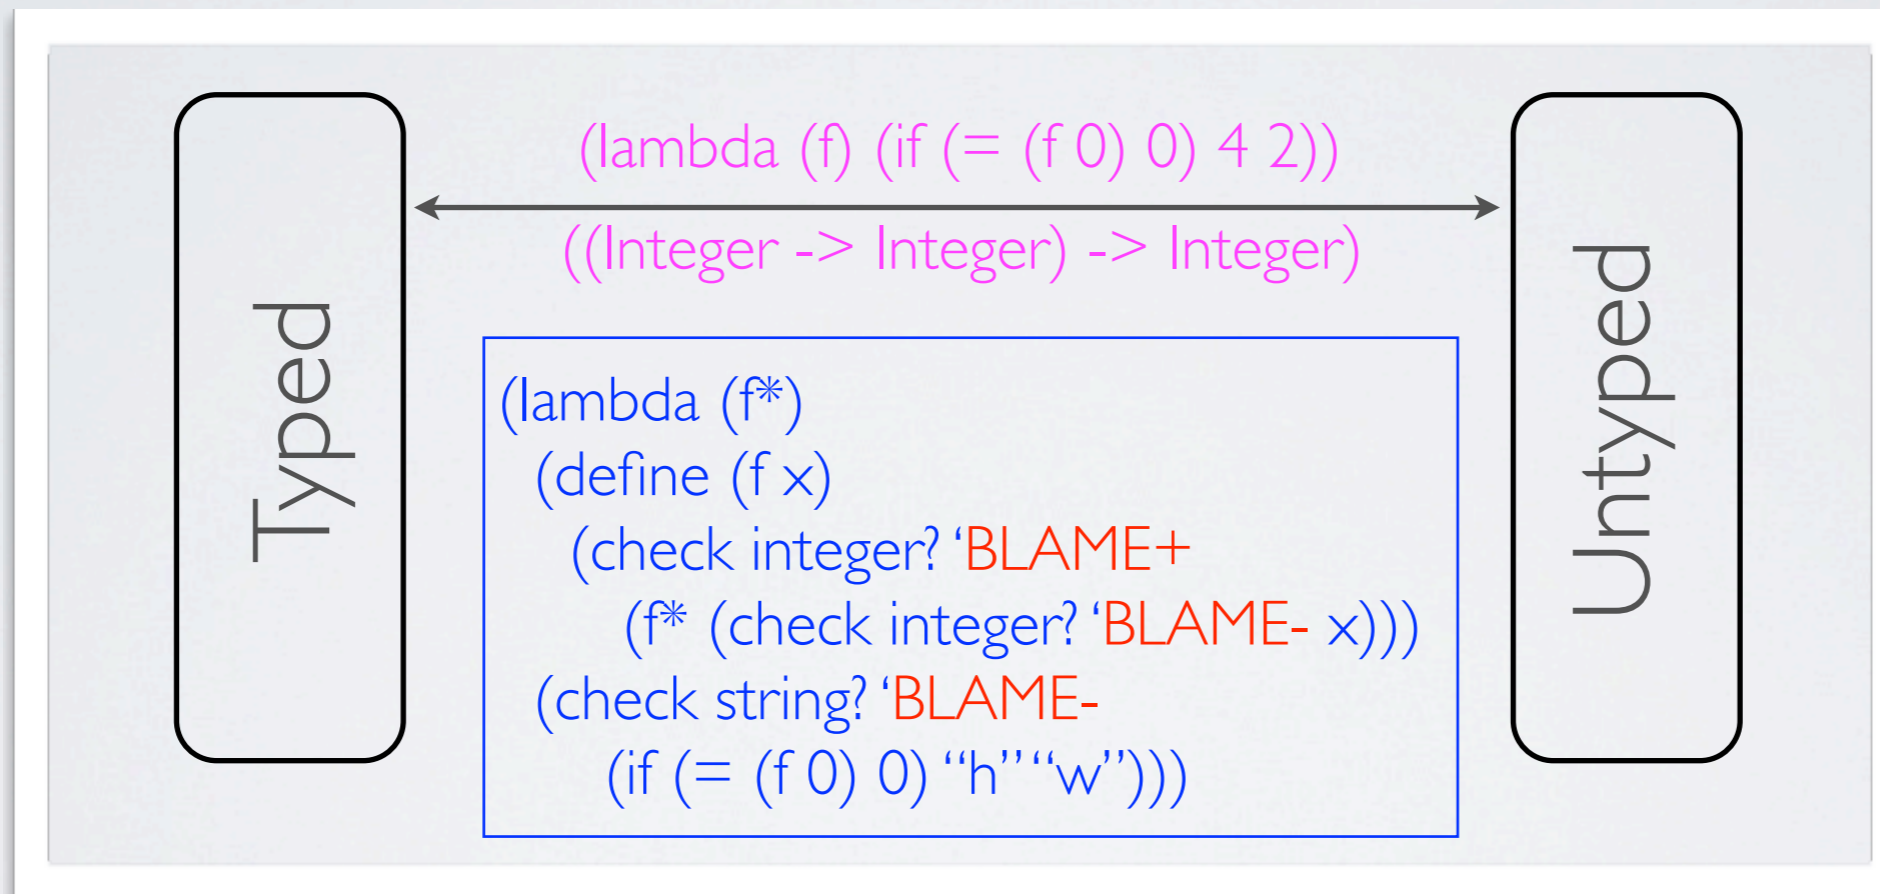 Typed
(lambda (f) (if (= (f 0) 0) 4 2))
((Integer -> Integer) -> Integer)
(lambda (f*)
(define (f x)
(check integer? ‘BLAME+
(f* (check integer? ‘BLAME- x)))
(check string? ‘BLAME-
(if (= (f 0) 0) “h” “w”)))
Untyped